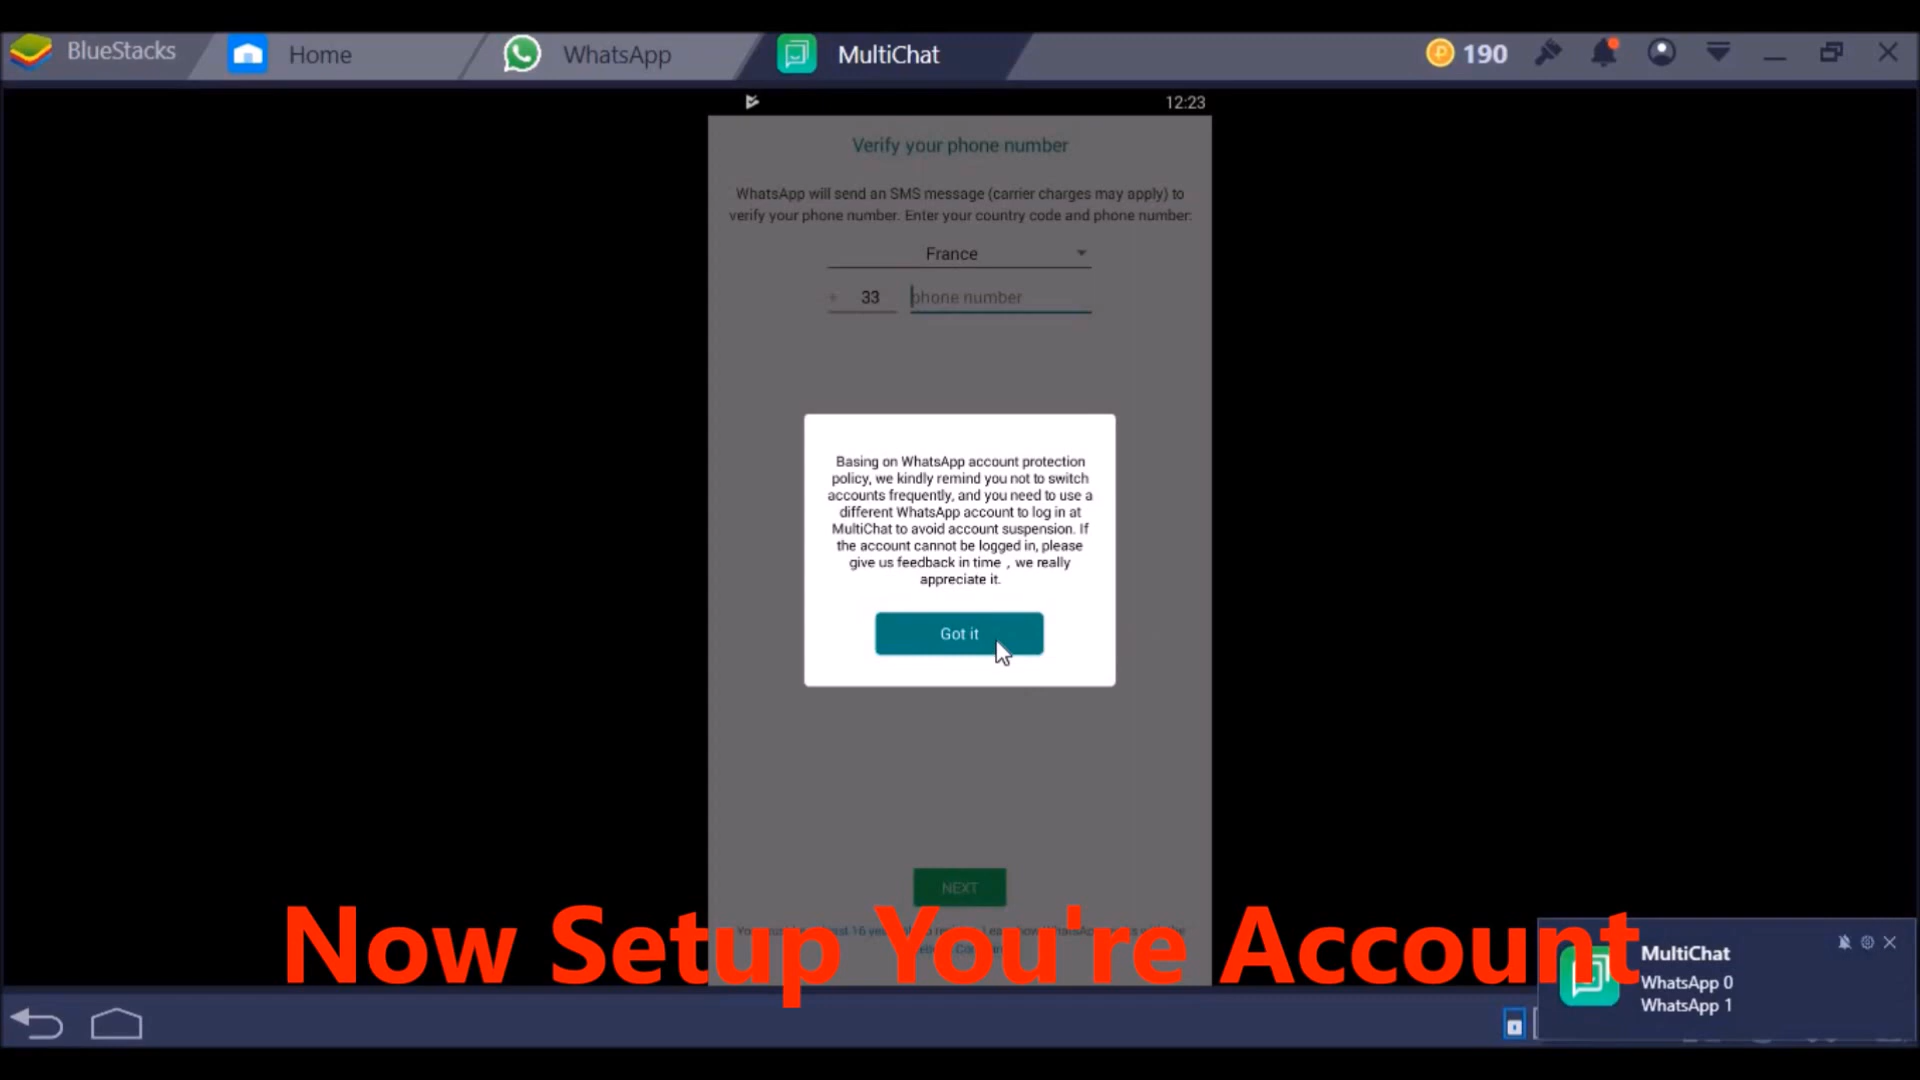 BlueStacks
Home
WhatsApp
MultiChat
190
12:23
Verify your phone number
WhatsApp will send an SMS message (carrier charges may apply) to
verify your phone number. Enter your country code and phone number:
France
+ 33 phone number
Basing on WhatsApp account protection
policy, we kindly remind you not to switch
accounts frequently, and you need to use a
different WhatsApp account to log in at
MultiChat to avoid account suspension. If
the account cannot be logged in, please
give us feedback in time , we really
appreciate it.
Got it
NEXT
Now Setup You're Account
MultiChat
WhatsApp 0
WhatsApp 1